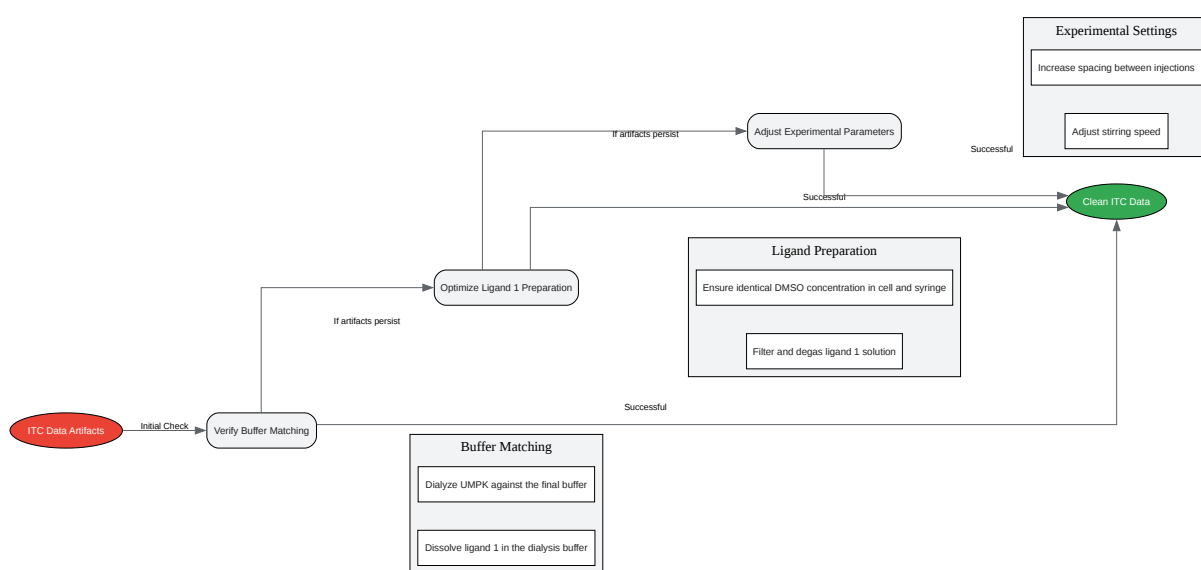 Experimental Settings
Increase spacing between injections
Adjust stirring speed
If artifacts persist
Adjust Experimental Parameters
Successful
Successful
Clean ITC Data
Ligand Preparation
Ensure identical DMSO concentration in cell and syringe
Filter and degas ligand 1 solution
Optimize Ligand 1 Preparation
If artifacts persist
Successful
ITC Data Artifacts
Initial Check
Verify Buffer Matching
Buffer Matching
Dialyze UMPK against the final buffer
Dissolve ligand 1 in the dialysis buffer